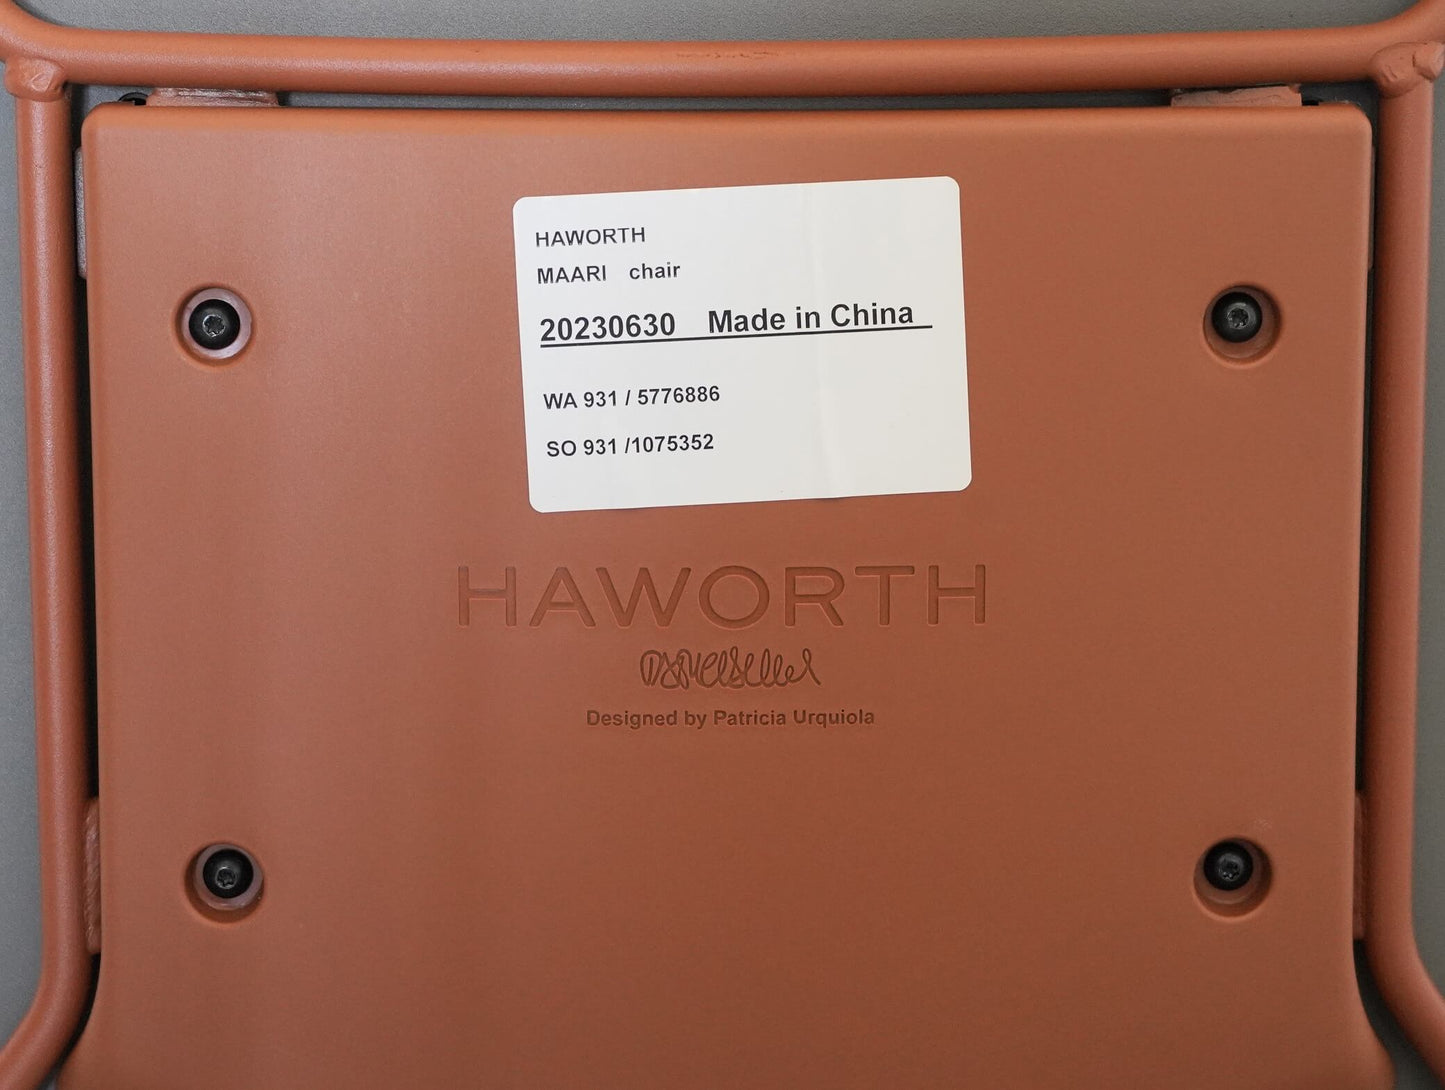 HAWORTH
MAARI chair
20230630 Made in China
WA 931 / 5776886
SO 931 /1075352
HAWORTH
Designed by Patricia Urquiola